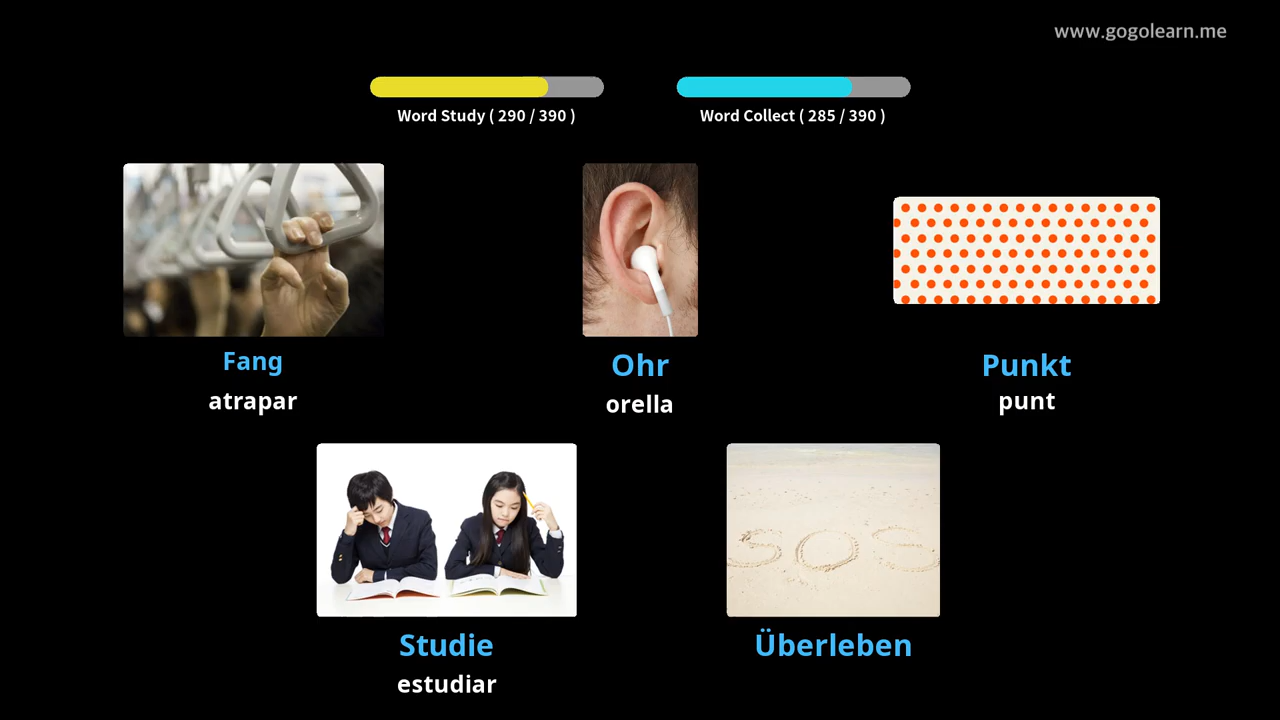 www.gogolearn.me
Word Study ( 290 / 390 )
Word Collect ( 285 / 390 )
Fang
atrapar
Ohr
orella
Punkt
punt
SOS
Studie
estudiar
Überleben